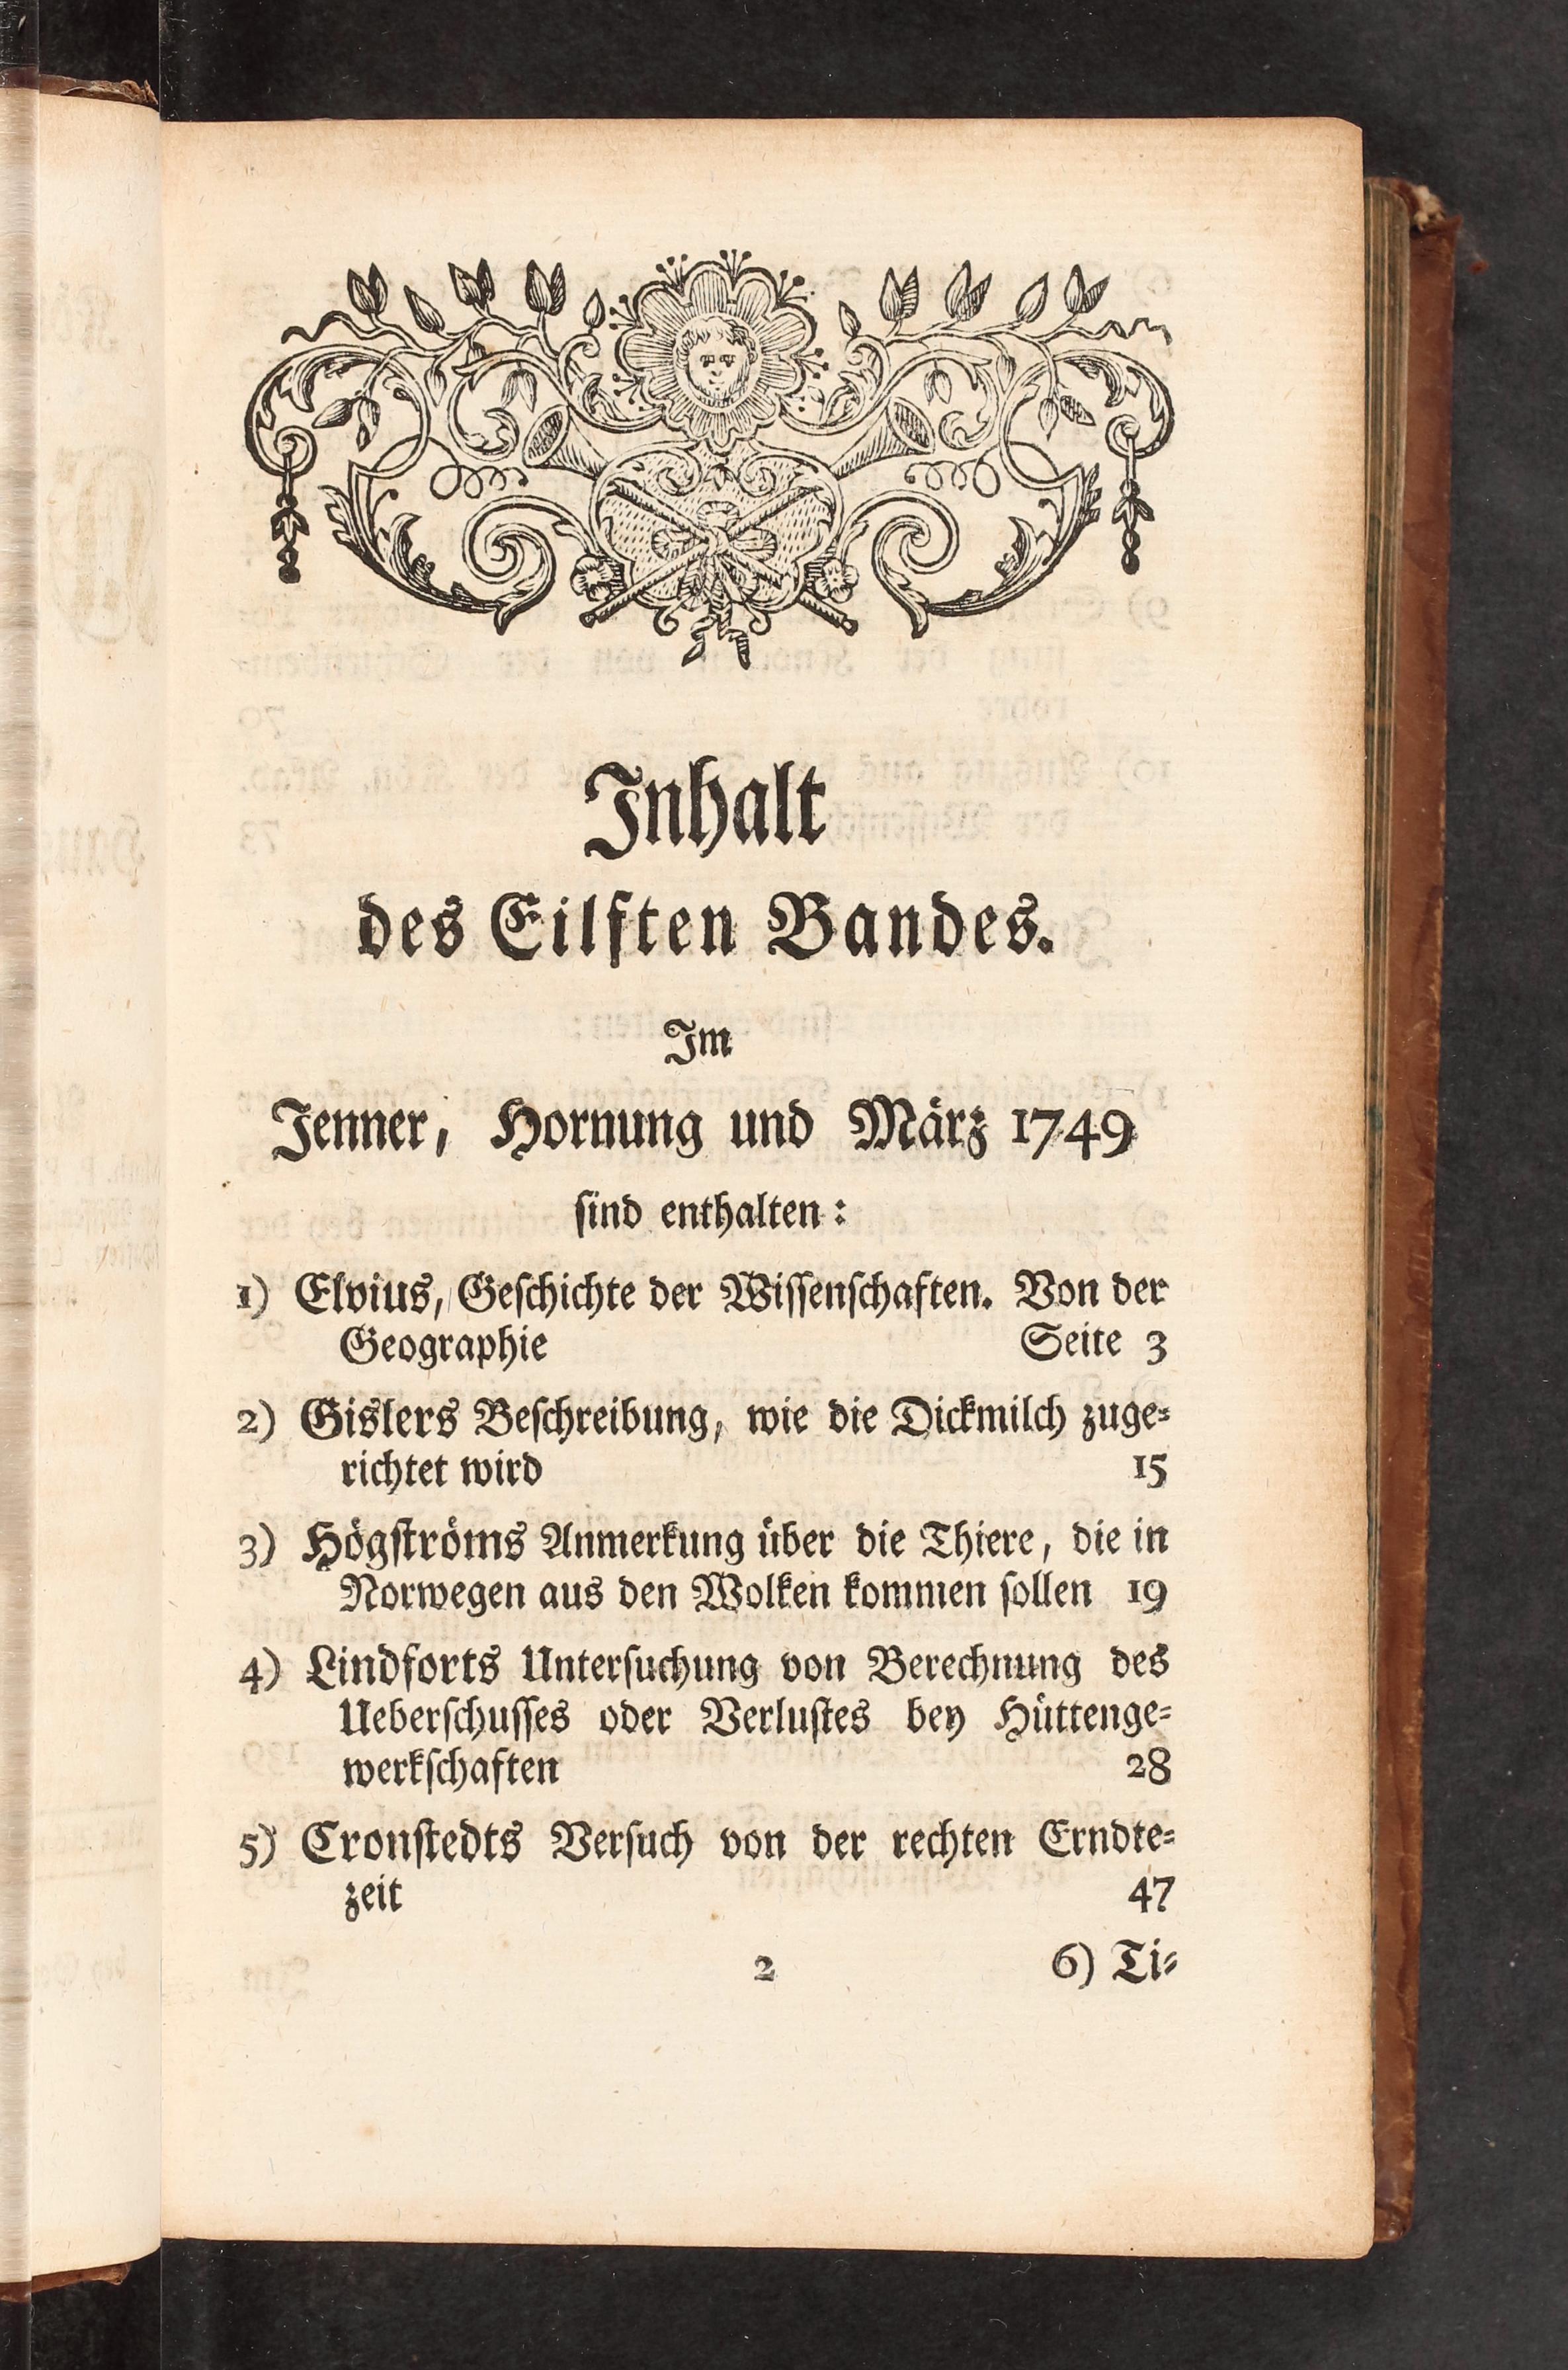 Inhalt
des Eilften Bandes.
Im
Jenner, Hornung und März 1749
sind enthalten:
1) Elvius, Geschichte der Wissenschaften. Von der
Geographie Seite 3
2) Gislers Beschreibung, wie die Dickmilch zuge-
richtet wird 15
3) Högströms Anmerkung über die Thiere, die in
Norwegen aus den Wolken kommen sollen 19
4) Lindforts Untersuchung von Berechnung des
Ueberschusses oder Verlustes bey Hüttenge-
werkschaften 28
5) Cronstedts Versuch von der rechten Erndte-
zeit 47
2 6) Ti-